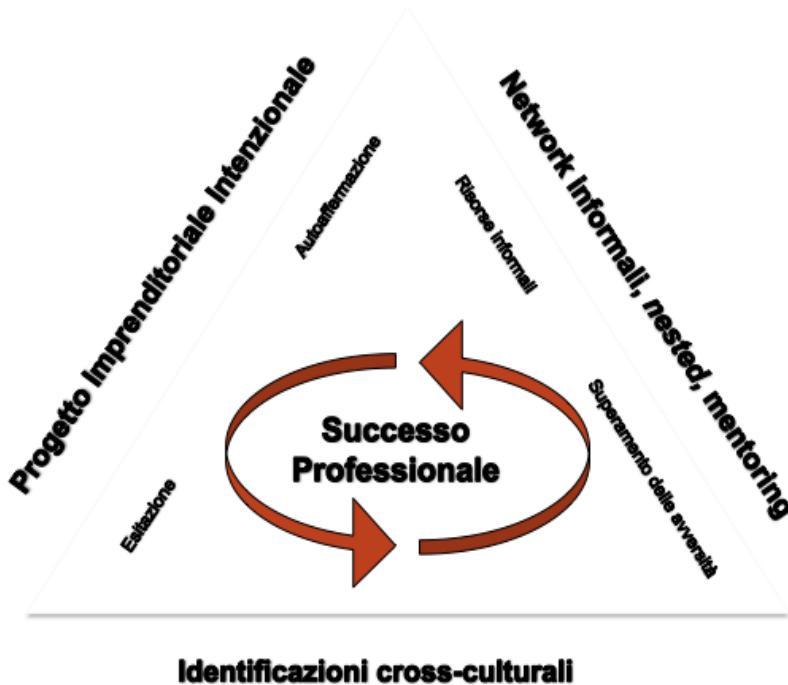 Progetto Imprenditoriale Intenzionale
Network informali, nested, mentoring
Autoaffermazione
Risorse informali
Successo
Professionale
Esitazione
Superamento delle avversità
Identificazioni cross-culturali